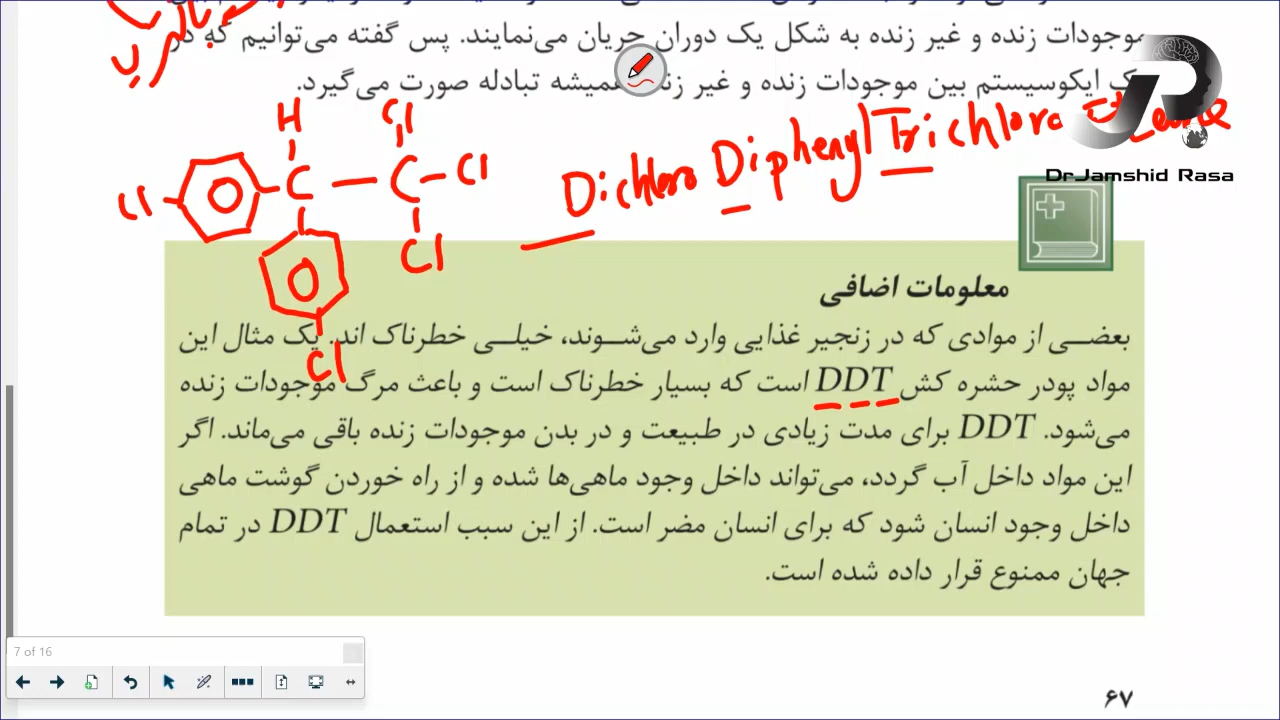 موجودات زنده و غیر زنده به شکل یک دوران جریان می‌نمایند. پس گفته می‌توانیم که در
یک ایکوسیستم بین موجودات زنده و غیر زنده همیشه تبادله صورت می‌گیرد.
H Cl
Cl C C Cl
Cl
Cl
Dichloro Diphenyl Trichloro
Dr.Jamshid Rasa
معلومات اضافی
بعضــی از موادی که در زنجیر غذایی وارد می‌شــوند، خیلــی خطرناک اند. یک مثال این
مواد پودر حشره کش DDT است که بسیار خطرناک است و باعث مرگ موجودات زنده
می‌شود. DDT برای مدت زیادی در طبیعت و در بدن موجودات زنده باقی می‌ماند. اگر
این مواد داخل آب گردد، می‌تواند داخل وجود ماهی‌ها شده و از راه خوردن گوشت ماهی
داخل وجود انسان شود که برای انسان مضر است. از این سبب استعمال DDT در تمام
جهان ممنوع قرار داده شده است.
7 of 16
۶۷